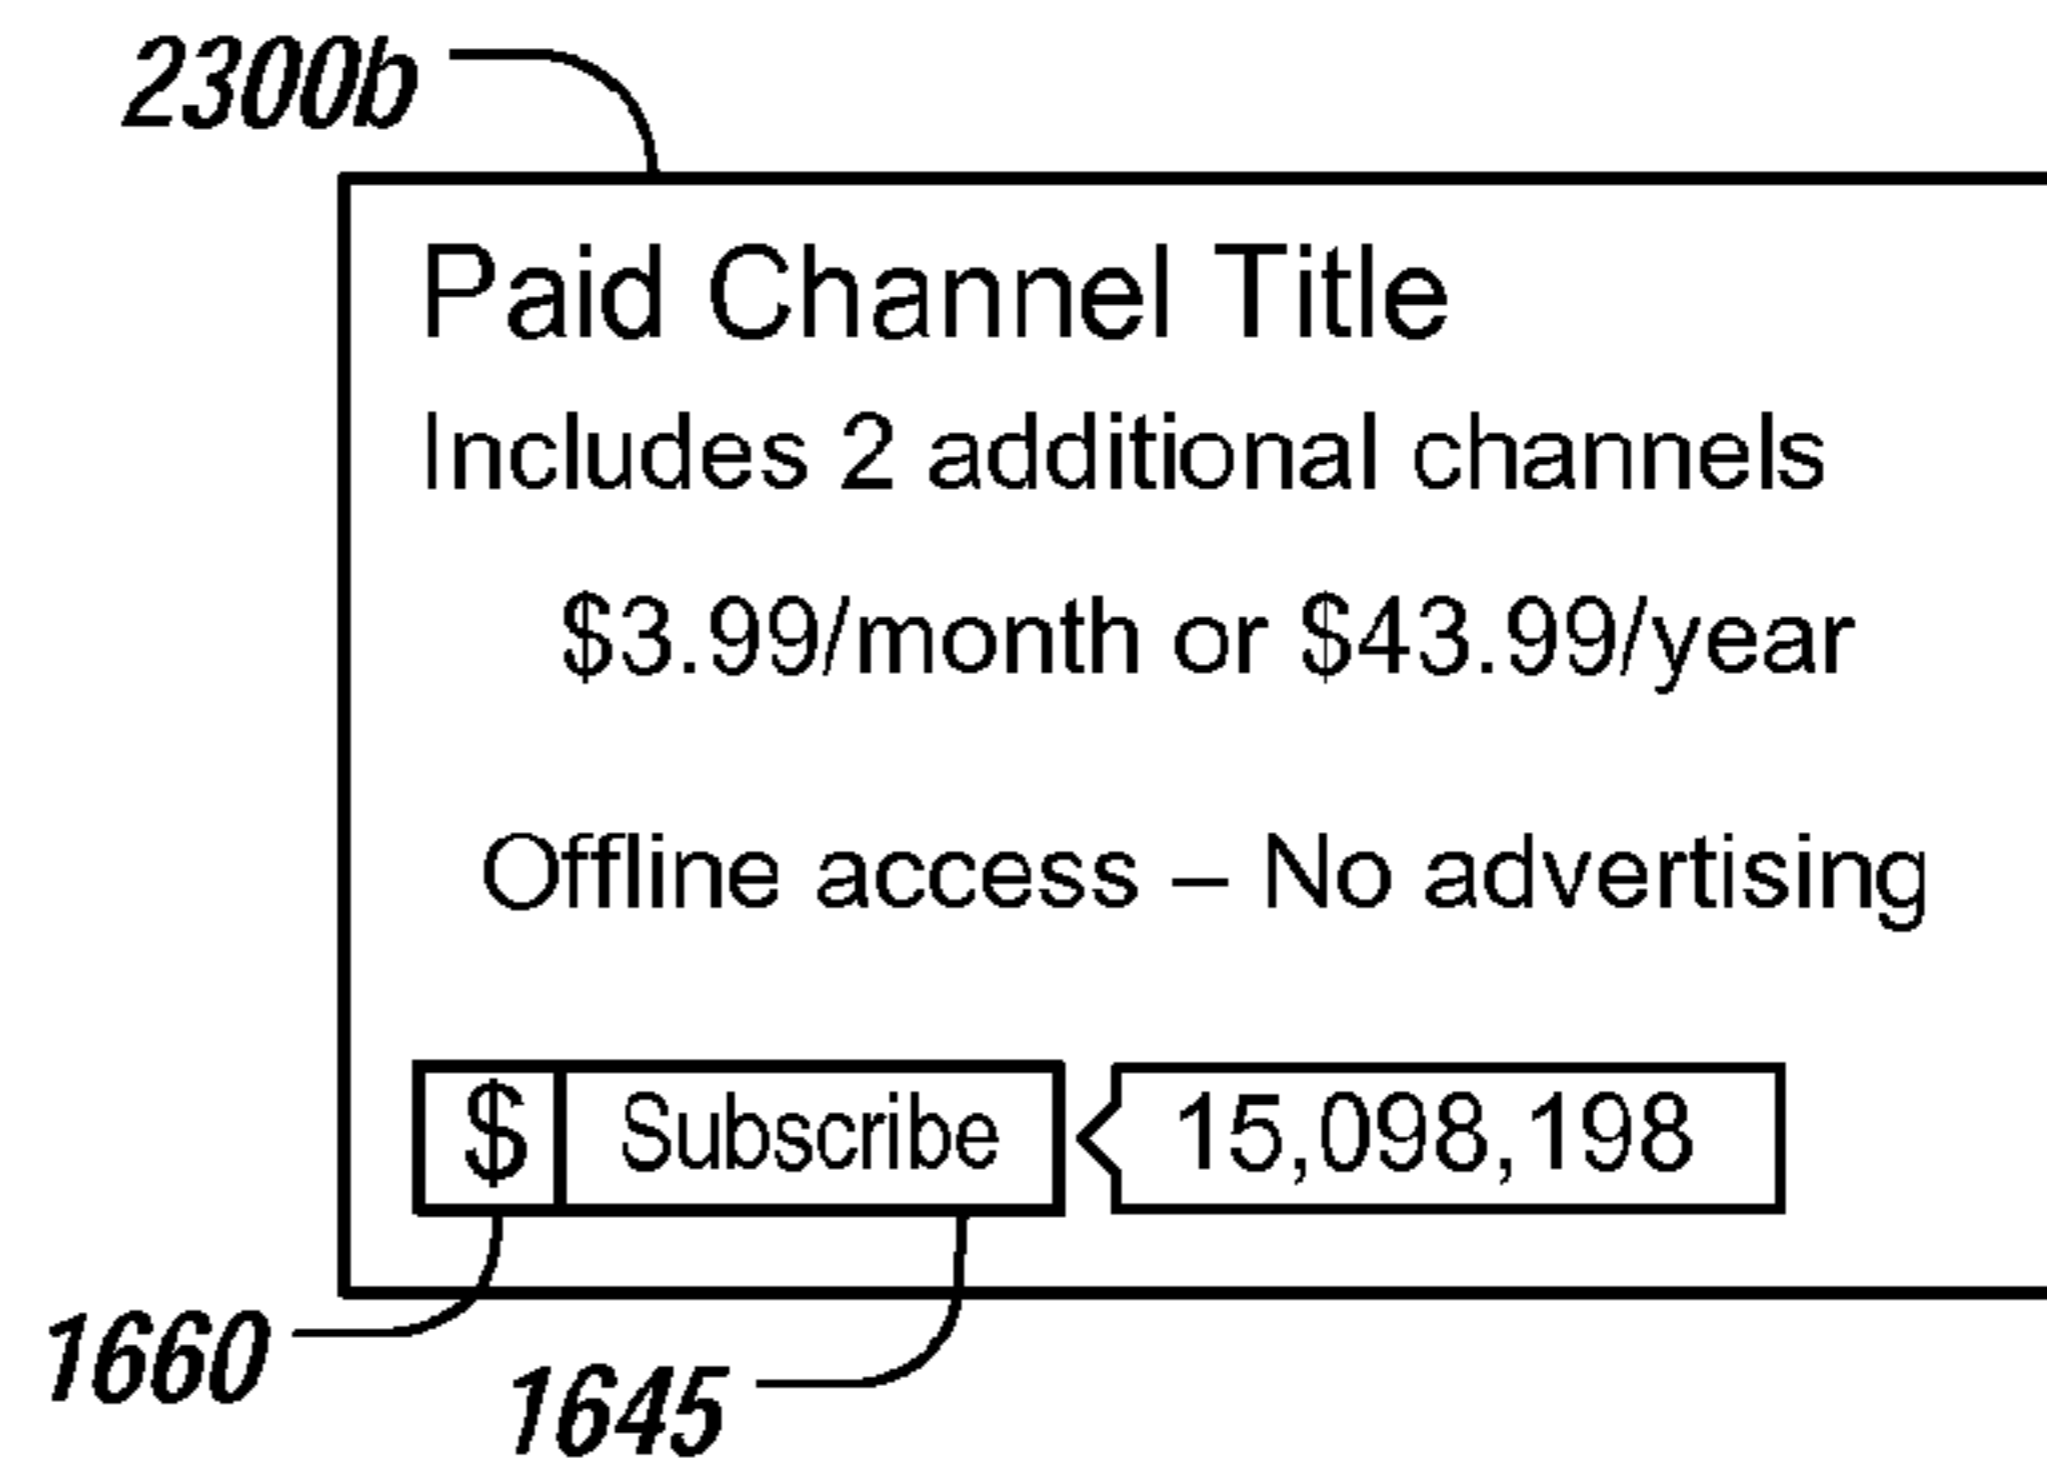 2300b
Paid Channel Title
Includes 2 additional channels
$3.99/month or $43.99/year
Offline access – No advertising
$ Subscribe 15,098,198
1660
1645